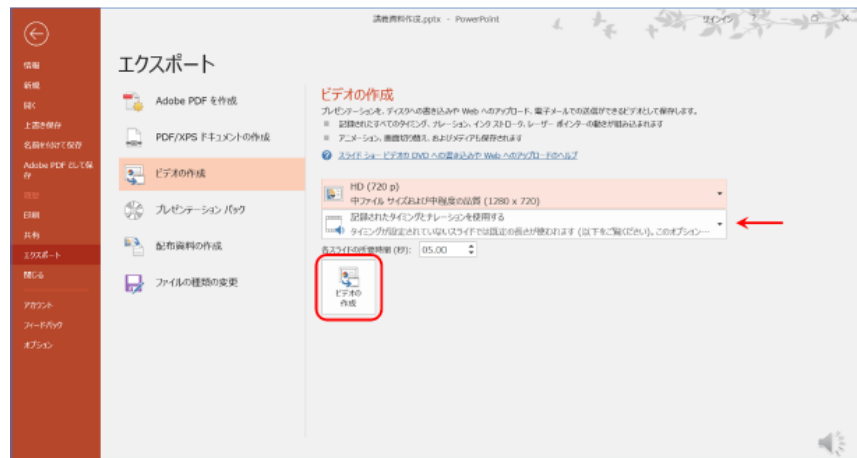 講義資料作成.pptx - PowerPoint
サインイン
?
情報
新規
開く
上書き保存
名前を付けて保存
Adobe PDF として保存
履歴
印刷
共有
エクスポート
閉じる
アカウント
フィードバック
オプション
エクスポート
Adobe PDF を作成
PDF/XPS ドキュメントの作成
ビデオの作成
プレゼンテーション パック
配布資料の作成
ファイルの種類の変更
ビデオの作成
プレゼンテーションを、ディスクへの書き込みや Web へのアップロード、電子メールでの送信ができるビデオとして保存します。
記録されたすべてのタイミング、ナレーション、インク ストローク、レーザー ポインターの動きが組み込まれます
アニメーション、画面切り替え、およびメディアも保存されます
スライド ショー ビデオの DVD への書き込みや Web へのアップロードのヘルプ
HD (720 p)
中ファイル サイズおよび中程度の品質 (1280 x 720)
記録されたタイミングとナレーションを使用する
タイミングが設定されていないスライドでは既定の長さが使われます (以下をご覧ください)。このオプション…
各スライドの所要時間 (秒): 05.00
ビデオの
作成